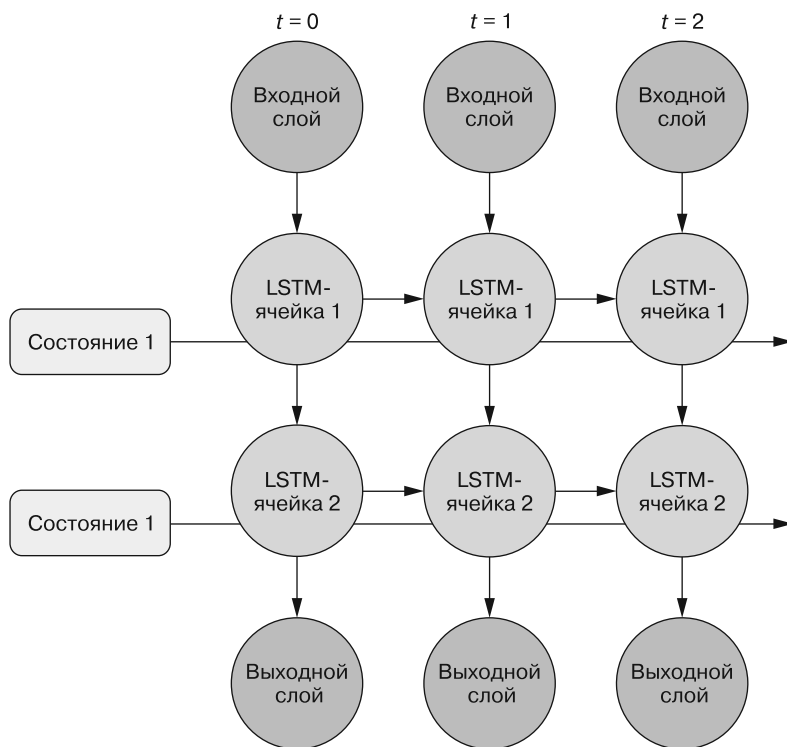 t = 0
t = 1
t = 2
Входной
слой
Входной
слой
Входной
слой
LSTM-
ячейка 1
LSTM-
ячейка 1
LSTM-
ячейка 1
Состояние 1
LSTM-
ячейка 2
LSTM-
ячейка 2
LSTM-
ячейка 2
Состояние 1
Выходной
слой
Выходной
слой
Выходной
слой